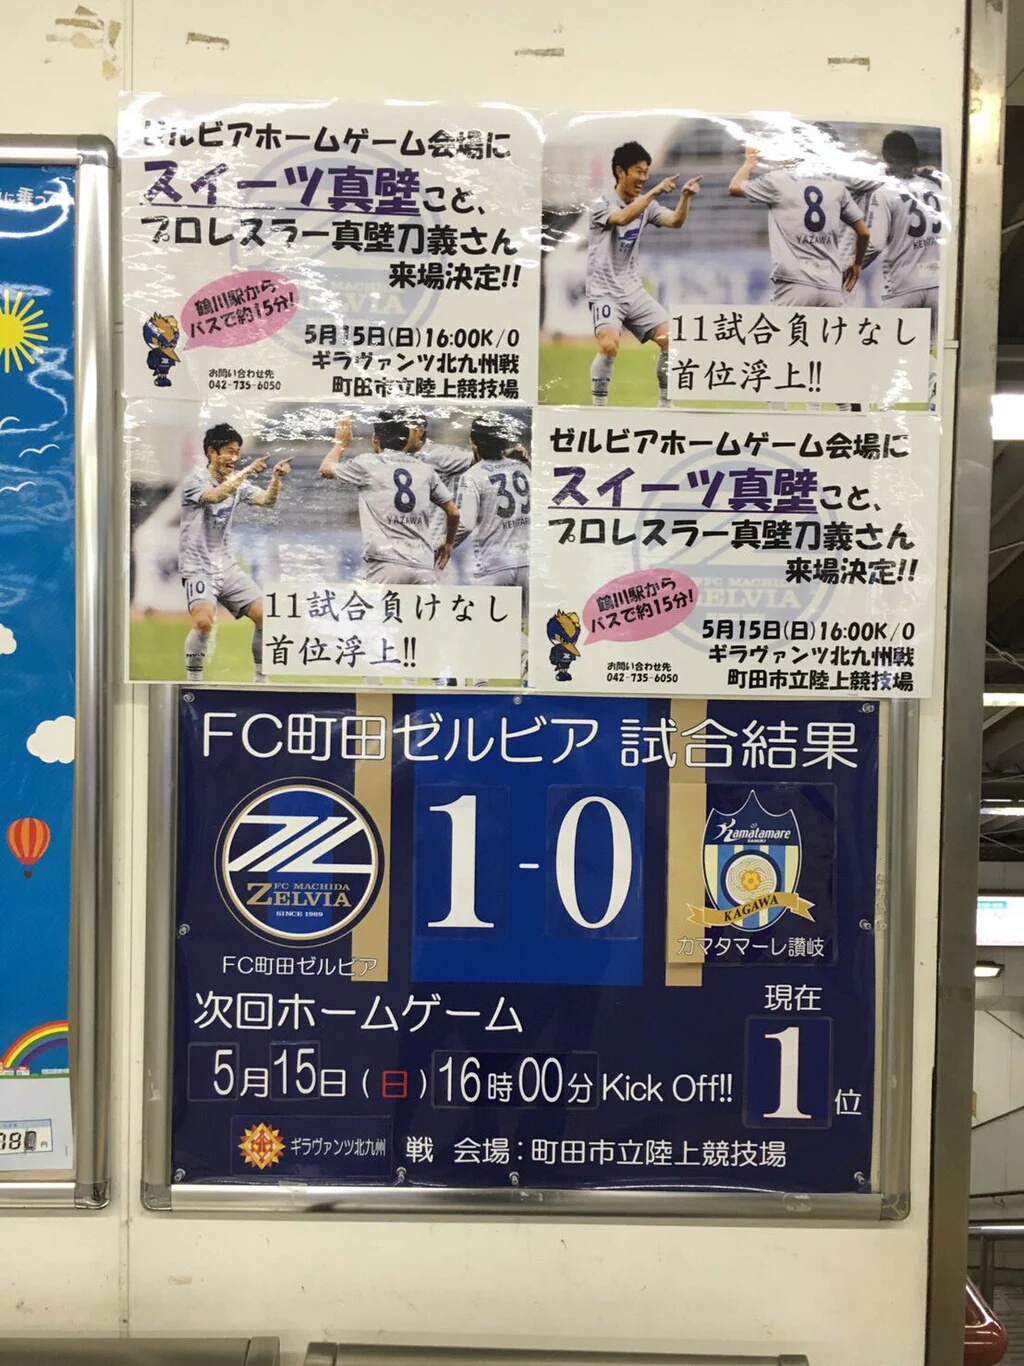 ゼルビアホームゲーム会場に
スイーツ真壁こと、
プロレスラー真壁刀義さん
来場決定!!
鶴川駅から
バスで約15分!
5月15日(日)16:00K/O
ギラヴァンツ北九州戦
町田市立陸上競技場
お問い合わせ先
042-735-6050
8
YAZAWA
39
KENTA
10
11試合負けなし
首位浮上!!
8
YAZAWA
39
KENTAR
10
11試合負けなし
首位浮上!!
ゼルビアホームゲーム会場に
スイーツ真壁こと、
プロレスラー真壁刀義さん
来場決定!!
FC MACHIDA
ZELVIA
鶴川駅から
バスで約15分!
5月15日(日)16:00K/O
ギラヴァンツ北九州戦
町田市立陸上競技場
お問い合わせ先
042-735-6050
FC町田ゼルビア 試合結果
FC MACHIDA
ZELVIA
SINCE 1989
FC町田ゼルビア
1-0
Kamatamare
SANUKI
KAGAWA
カマタマーレ讃岐
次回ホームゲーム
現在
1位
5月15日(日)16時00分Kick Off!!
ギラヴァンツ北九州 戦 会場:町田市立陸上競技場
に乗って
円